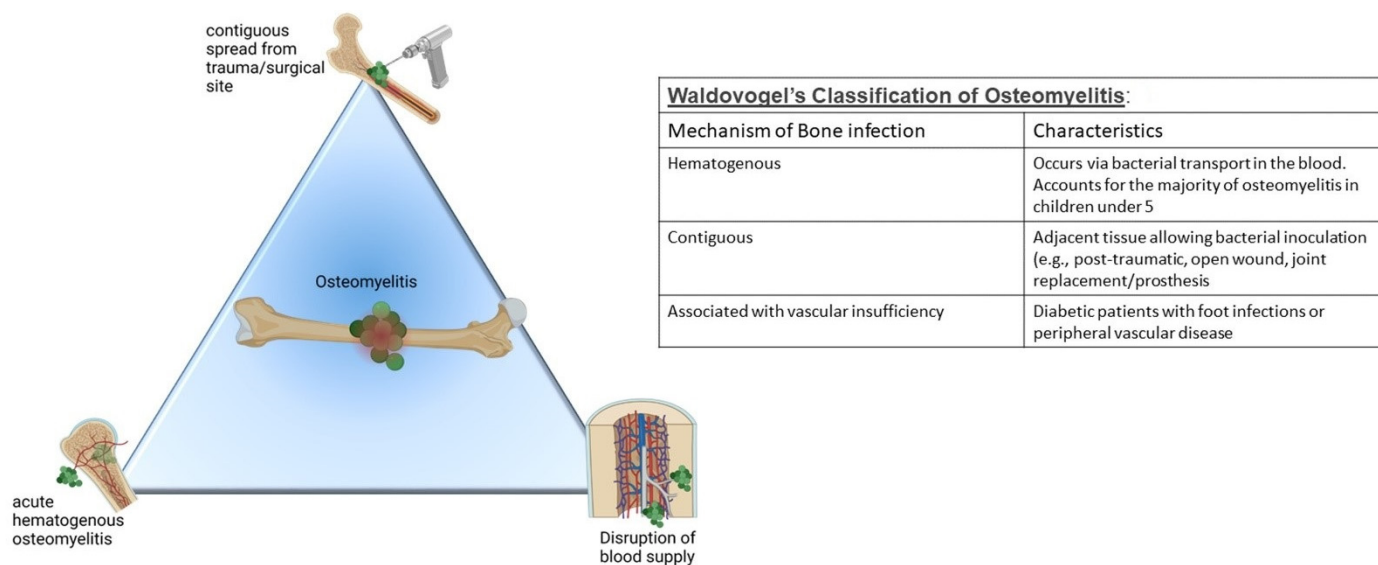 contiguous
spread from
trauma/surgical
site
Osteomyelitis
acute
hematogenous
osteomyelitis
Disruption of
blood supply
Waldovogel's Classification of Osteomyelitis:
Mechanism of Bone infection
Characteristics
Hematogenous
Occurs via bacterial transport in the blood.
Accounts for the majority of osteomyelitis in
children under 5
Contiguous
Adjacent tissue allowing bacterial inoculation
(e.g., post-traumatic, open wound, joint
replacement/prosthesis
Associated with vascular insufficiency
Diabetic patients with foot infections or
peripheral vascular disease